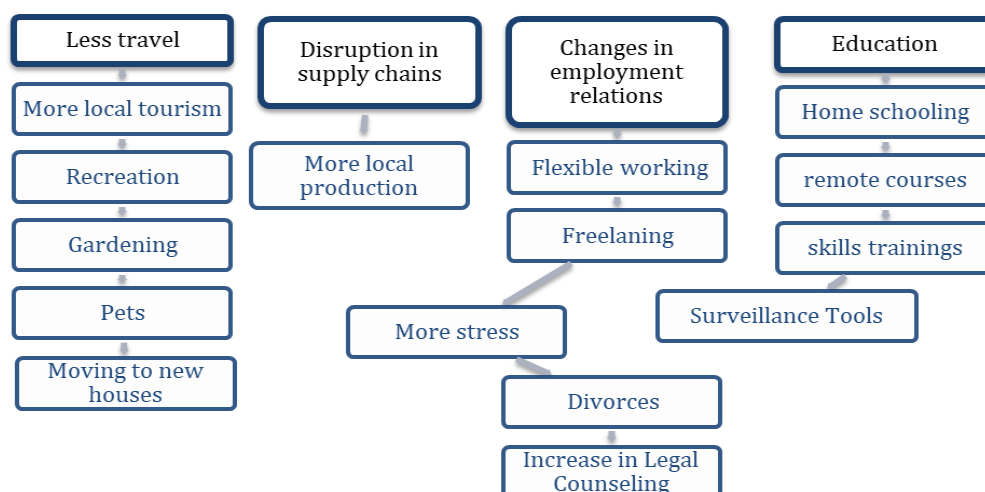 Less travel
More local tourism
Recreation
Gardening
Pets
Moving to new
houses
Disruption in
supply chains
More local
production
Changes in
employment
relations
Flexible working
Freelaning
More stress
Divorces
Increase in Legal
Counseling
Education
Home schooling
remote courses
skills trainings
Surveillance Tools